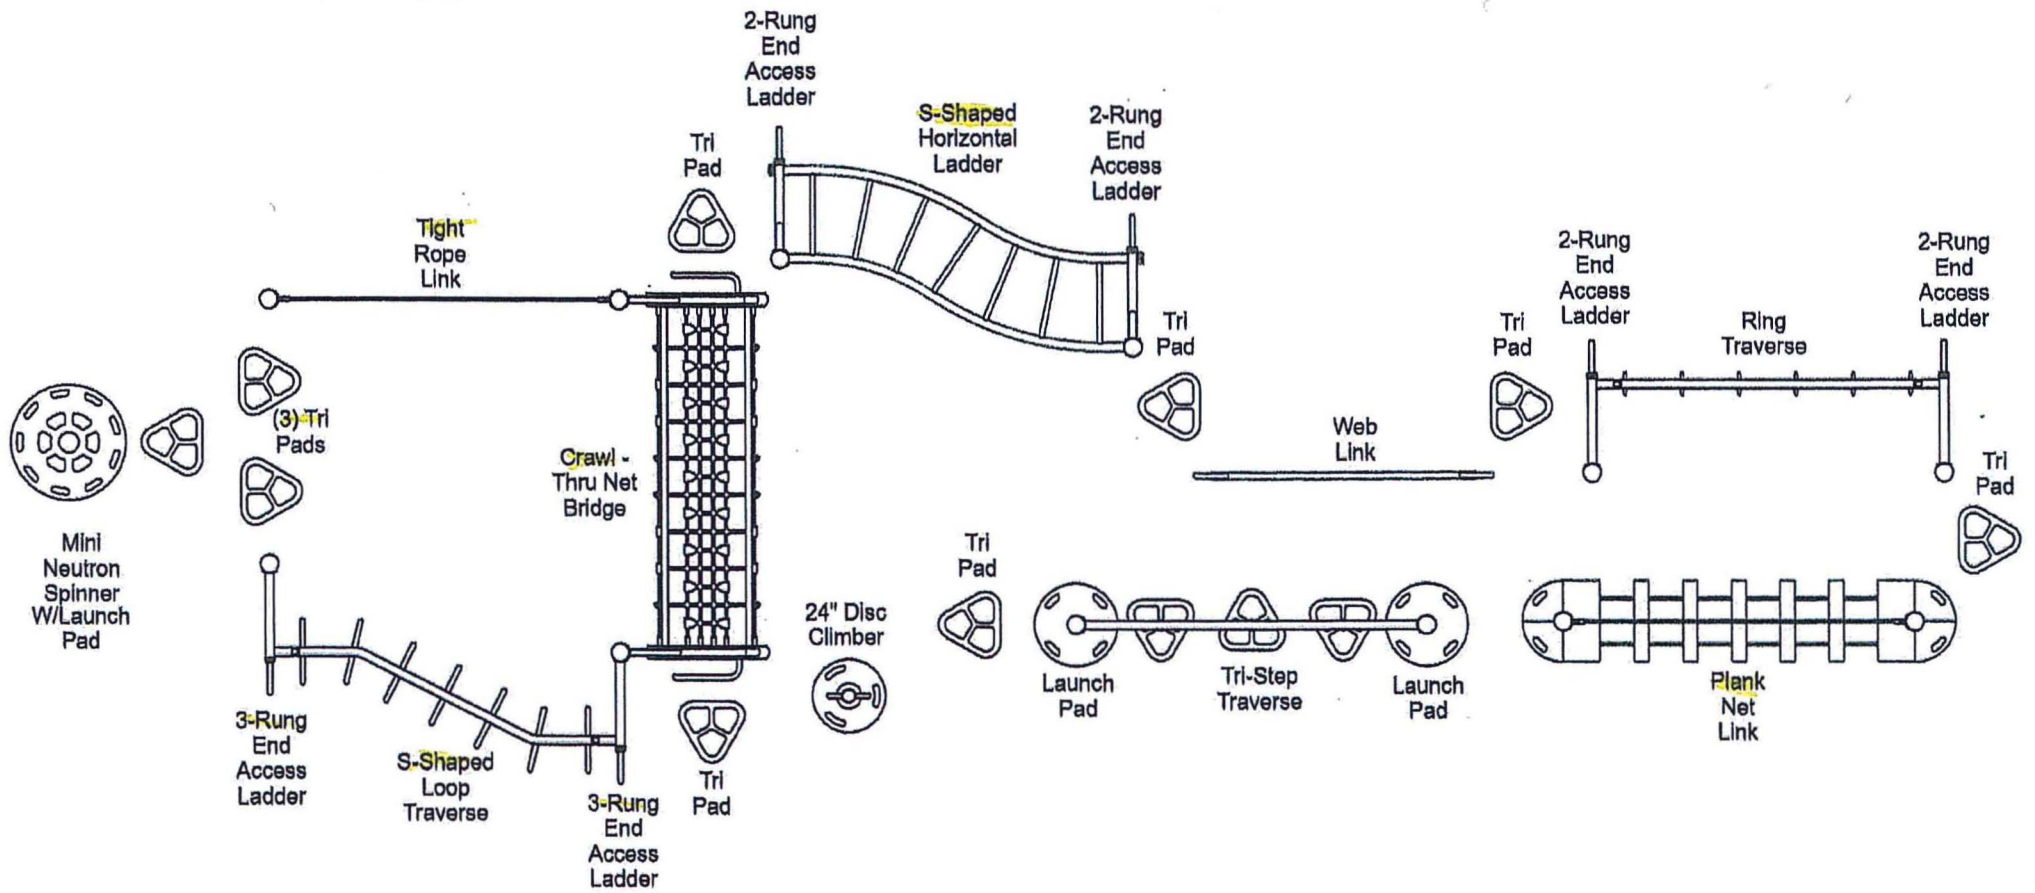 2-Rung
End
Access
Ladder
S-Shaped
Horizontal
Ladder
2-Rung
End
Access
Ladder
Tri
Pad
Tight
Rope
Link
2-Rung
End
Access
Ladder
2-Rung
End
Access
Ladder
Tri
Pad
Tri
Pad
Ring
Traverse
(3) Tri
Pads
Web
Link
Crawl -
Thru Net
Bridge
Tri
Pad
Mini
Neutron
Spinner
W/Launch
Pad
Tri
Pad
24" Disc
Climber
Launch
Pad
Tri-Step
Traverse
Launch
Pad
Plank
Net
Link
3-Rung
End
Access
Ladder
S-Shaped
Loop
Traverse
Tri
Pad
3-Rung
End
Access
Ladder